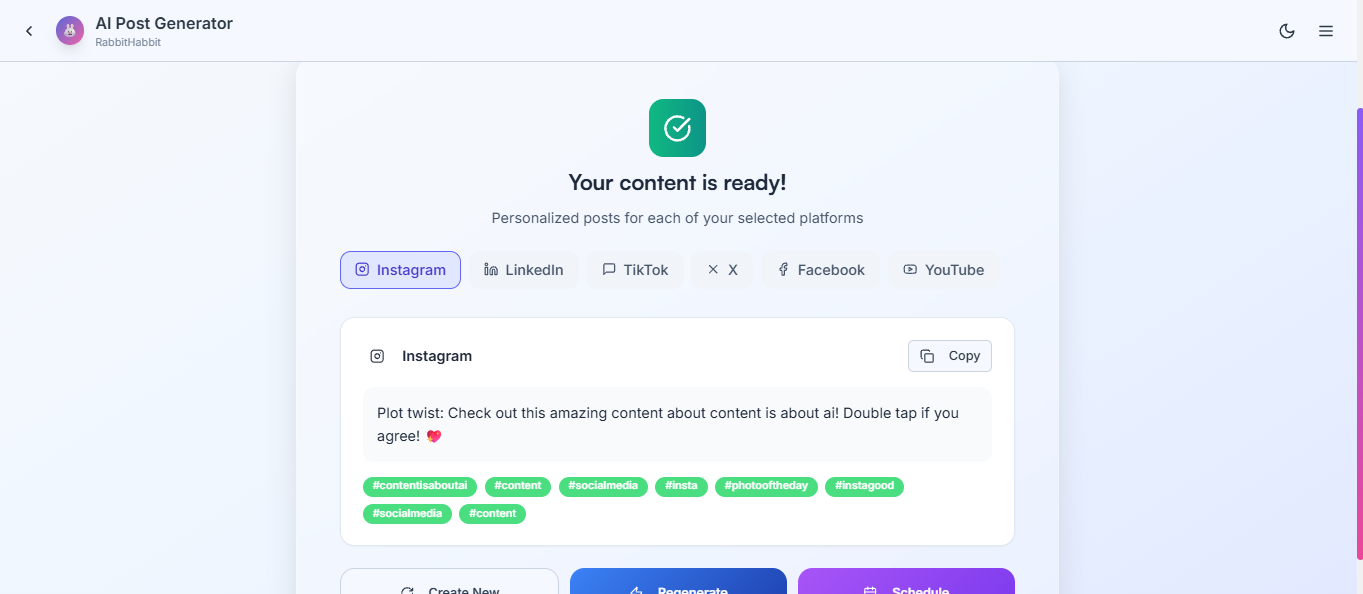 AI Post Generator
RabbitHabbit
Your content is ready!
Personalized posts for each of your selected platforms
Instagram LinkedIn TikTok X Facebook YouTube
Instagram Copy
Plot twist: Check out this amazing content about content is about ai! Double tap if you
agree! 💖
#contentisaboutai #content #socialmedia #insta #photooftheday #instagood
#socialmedia #content
Create New Regenerate Schedule